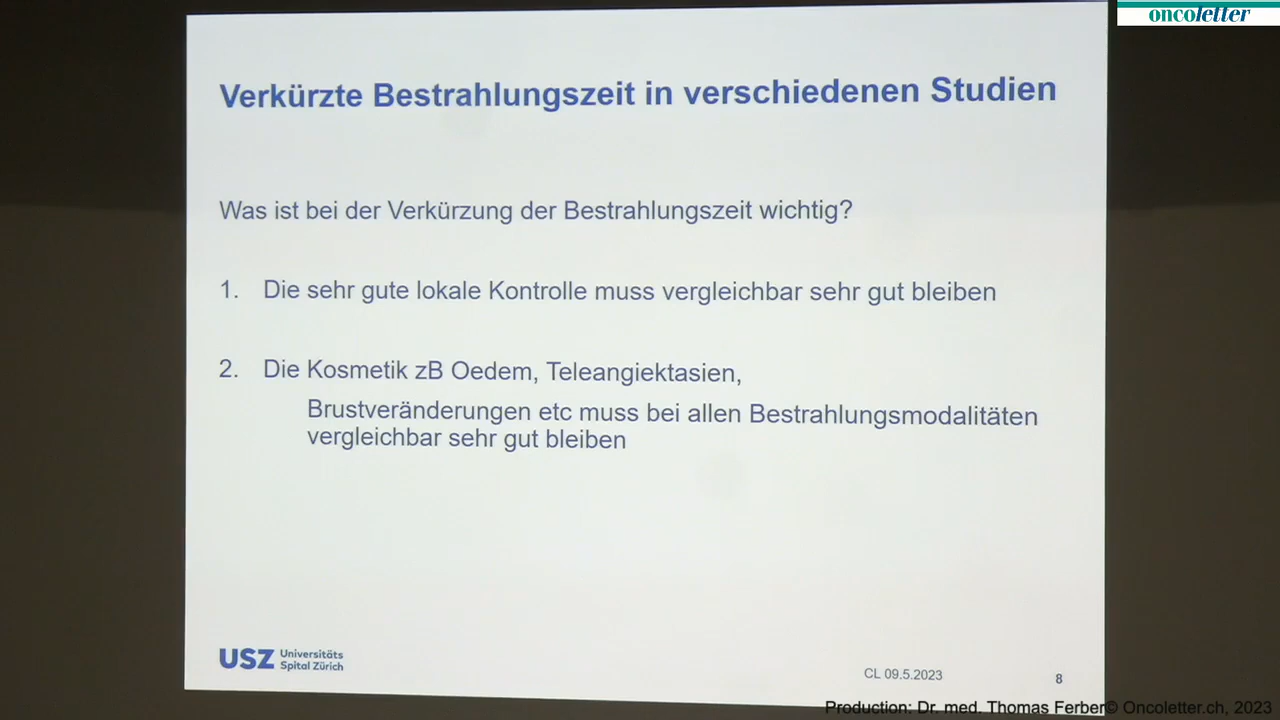 oncoletter
Verkürzte Bestrahlungszeit in verschiedenen Studien
Was ist bei der Verkürzung der Bestrahlungszeit wichtig?
1. Die sehr gute lokale Kontrolle muss vergleichbar sehr gut bleiben
2. Die Kosmetik zB Oedem, Teleangiektasien,
Brustveränderungen etc muss bei allen Bestrahlungsmodalitäten
vergleichbar sehr gut bleiben
USZ Universitäts
Spital Zürich
CL 09.5.2023
8
Production: Dr. med. Thomas Ferber© Oncoletter.ch, 2023